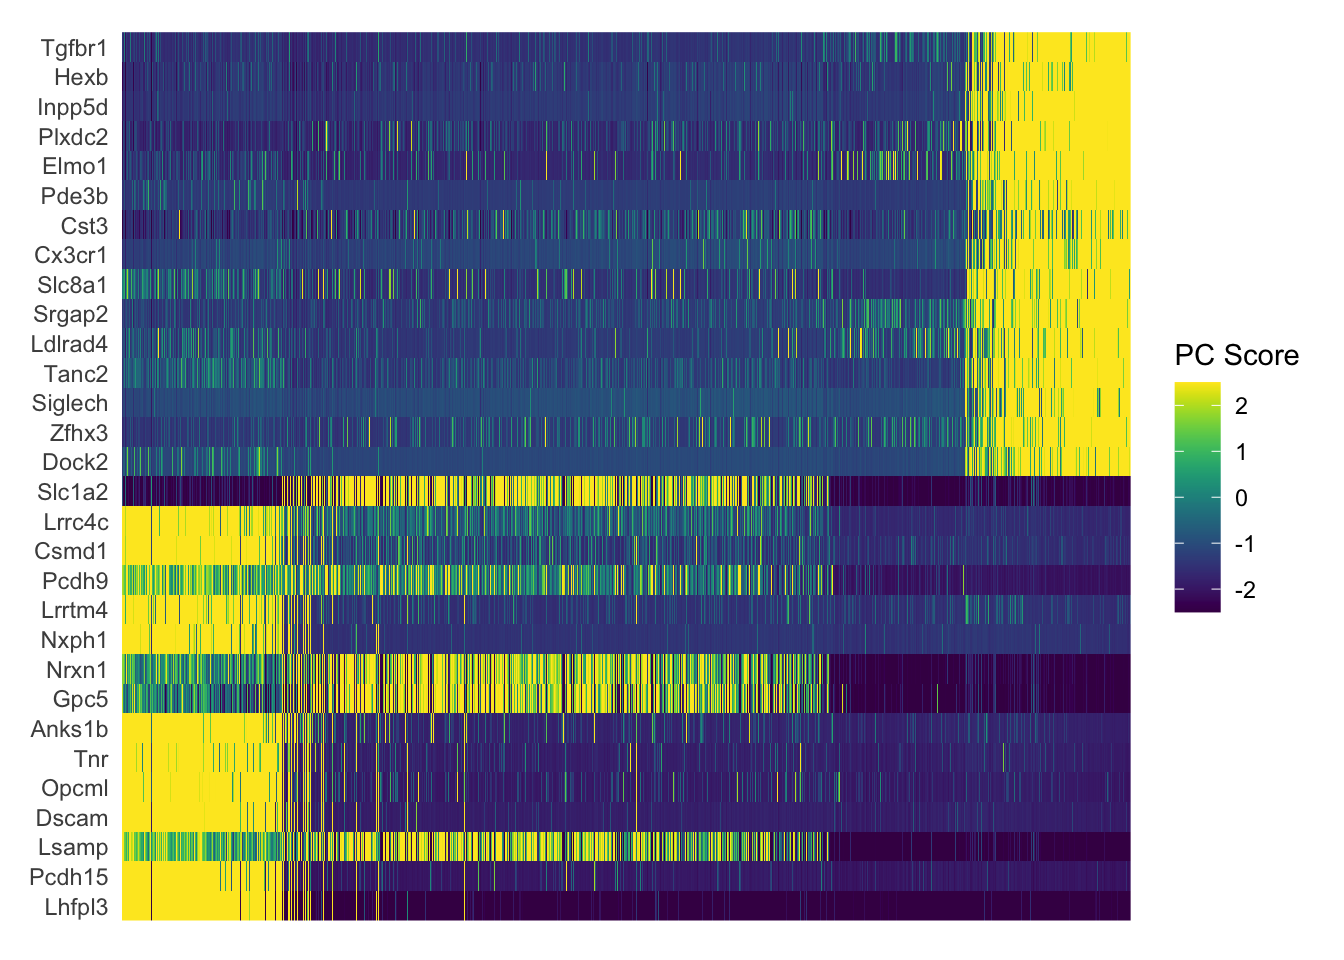 Tgfbr1
Hexb
Inpp5d
Plxdc2
Elmo1
Pde3b
Cst3
Cx3cr1
Slc8a1
Srgap2
Ldlrad4
Tanc2
Siglech
Zfhx3
Dock2
Slc1a2
Lrrc4c
Csmd1
Pcdh9
Lrrtm4
Nxph1
Nrxn1
Gpc5
Anks1b
Tnr
Opcml
Dscam
Lsamp
Pcdh15
Lhfpl3
PC Score
2
1
0
-1
-2